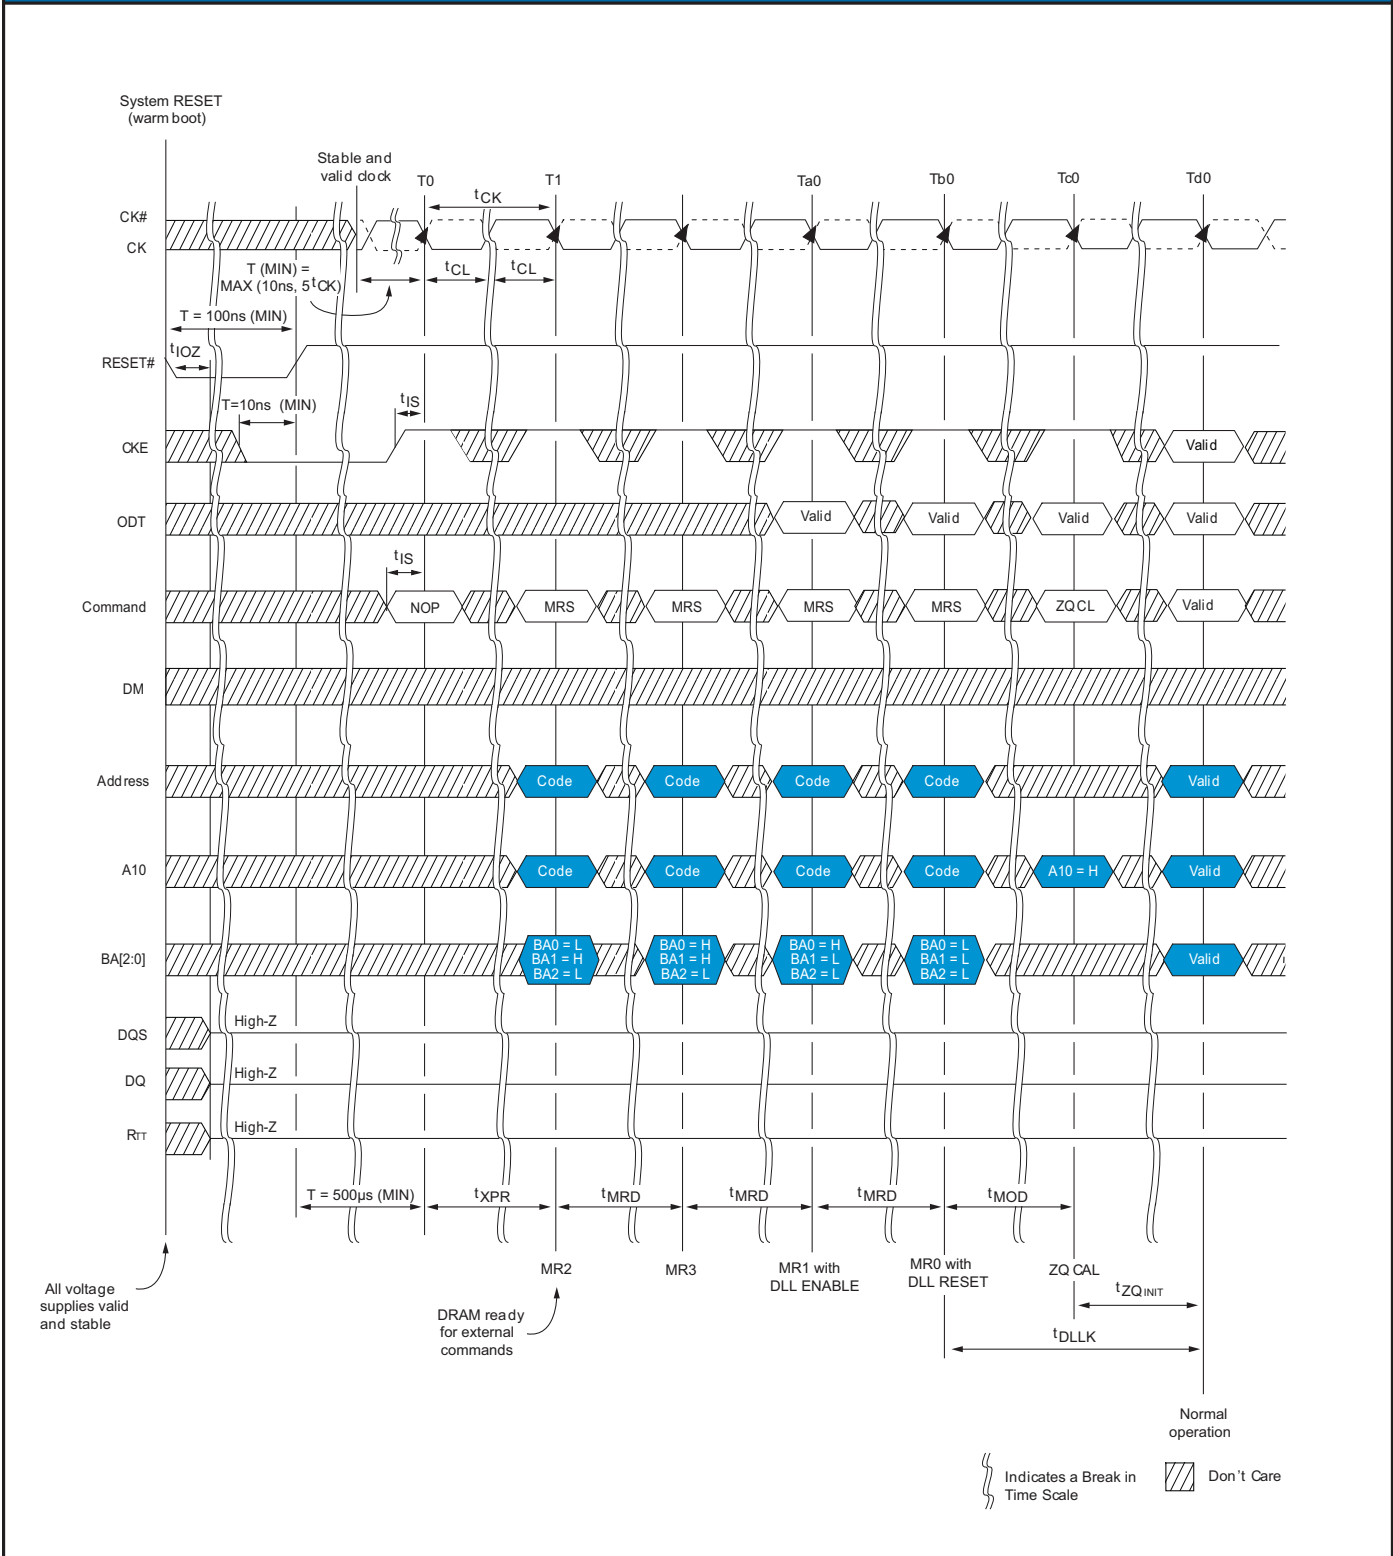 System RESET
(warm boot)
Stable and
valid clock
T0
T1
Ta0
Tb0
Tc0
Td0
tCK
CK#
CK
T (MIN) =
MAX (10ns, 5tCK)
tCL
tCL
T = 100ns (MIN)
tIOZ
RESET#
T=10ns (MIN)
tIS
CKE
Valid
ODT
Valid
Valid
Valid
Valid
tIS
Command
NOP
MRS
MRS
MRS
MRS
ZQCL
Valid
DM
Address
Code
Code
Code
Code
Valid
A10
Code
Code
Code
Code
A10 = H
Valid
BA[2:0]
BA0 = L
BA1 = H
BA2 = L
BA0 = H
BA1 = H
BA2 = L
BA0 = H
BA1 = L
BA2 = L
BA0 = L
BA1 = L
BA2 = L
Valid
DQS
High-Z
DQ
High-Z
RTT
High-Z
T = 500µs (MIN)
tXPR
tMRD
tMRD
tMRD
tMOD
MR2
MR3
MR1 with
DLL ENABLE
MR0 with
DLL RESET
ZQ CAL
tZQINIT
tDLLK
All voltage
supplies valid
and stable
DRAM ready
for external
commands
Normal
operation
Indicates a Break in
Time Scale
Don't Care